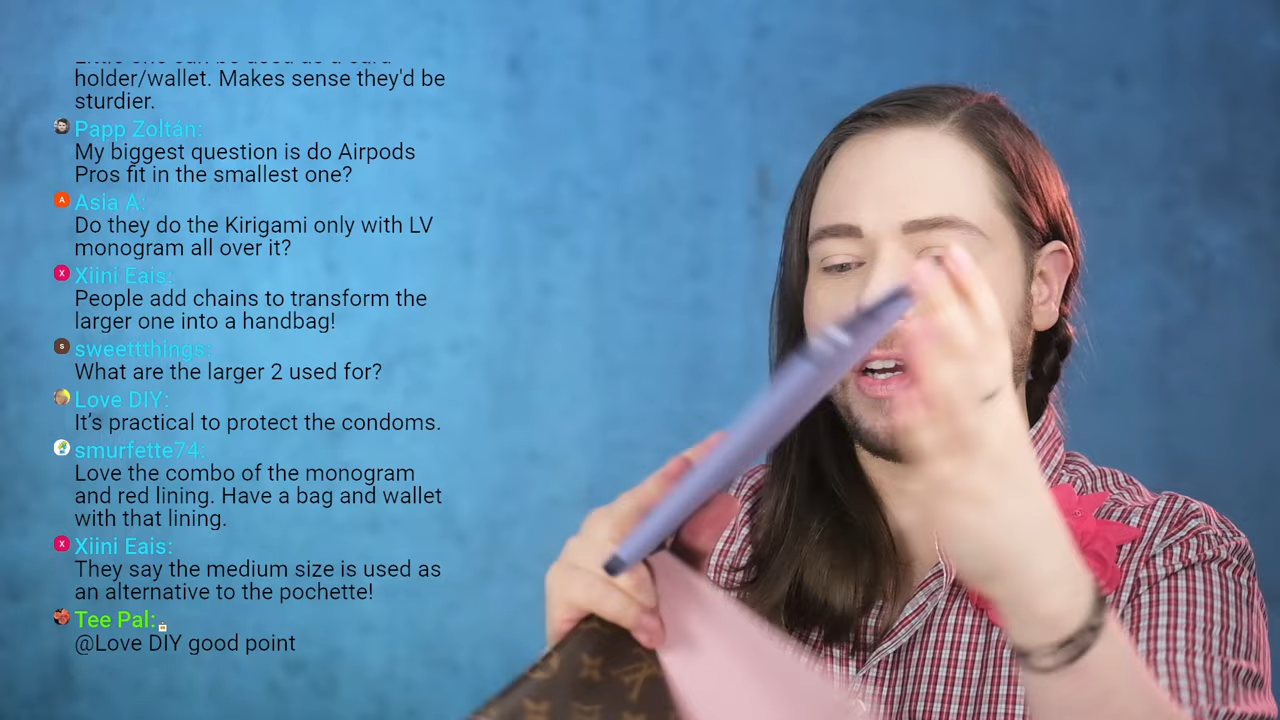 holder/wallet. Makes sense they'd be
sturdier.
Papp Zoltán:
My biggest question is do Airpods
Pros fit in the smallest one?
A Asia A:
Do they do the Kirigami only with LV
monogram all over it?
X Xiini Eais:
People add chains to transform the
larger one into a handbag!
s sweettthings:
What are the larger 2 used for?
Love DIY:
It’s practical to protect the condoms.
smurfette74:
Love the combo of the monogram
and red lining. Have a bag and wallet
with that lining.
X Xiini Eais:
They say the medium size is used as
an alternative to the pochette!
Tee Pal:
@Love DIY good point